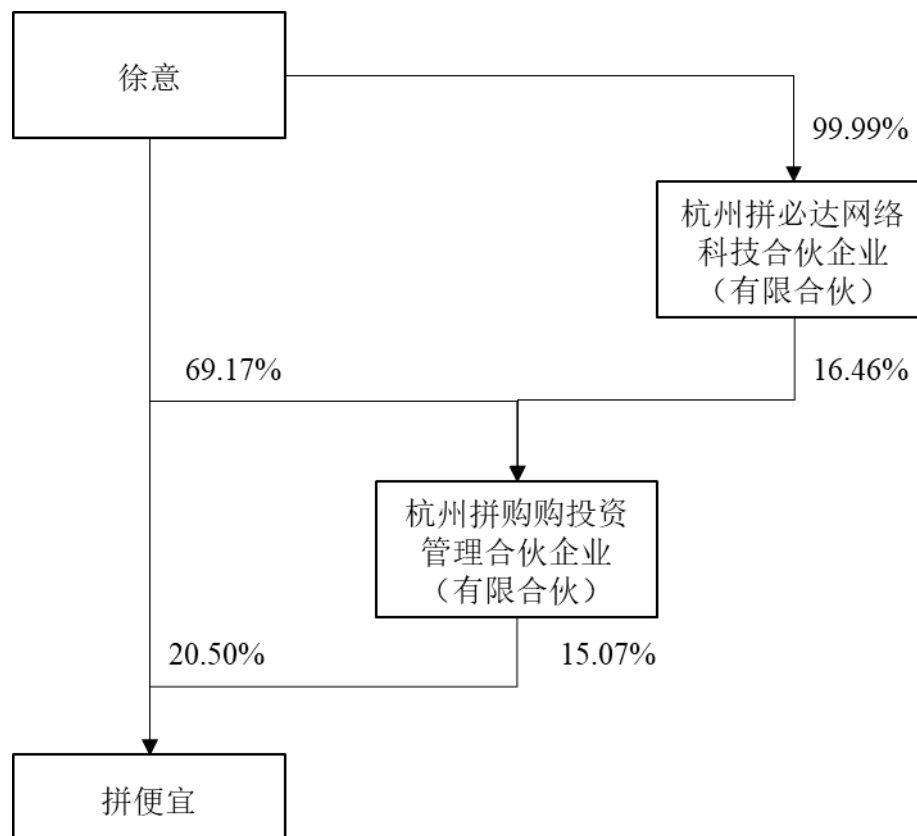 徐意
99.99%
杭州拼必达网络
科技合伙企业
（有限合伙）
69.17%
16.46%
杭州拼购购投资
管理合伙企业
（有限合伙）
20.50%
15.07%
拼便宜